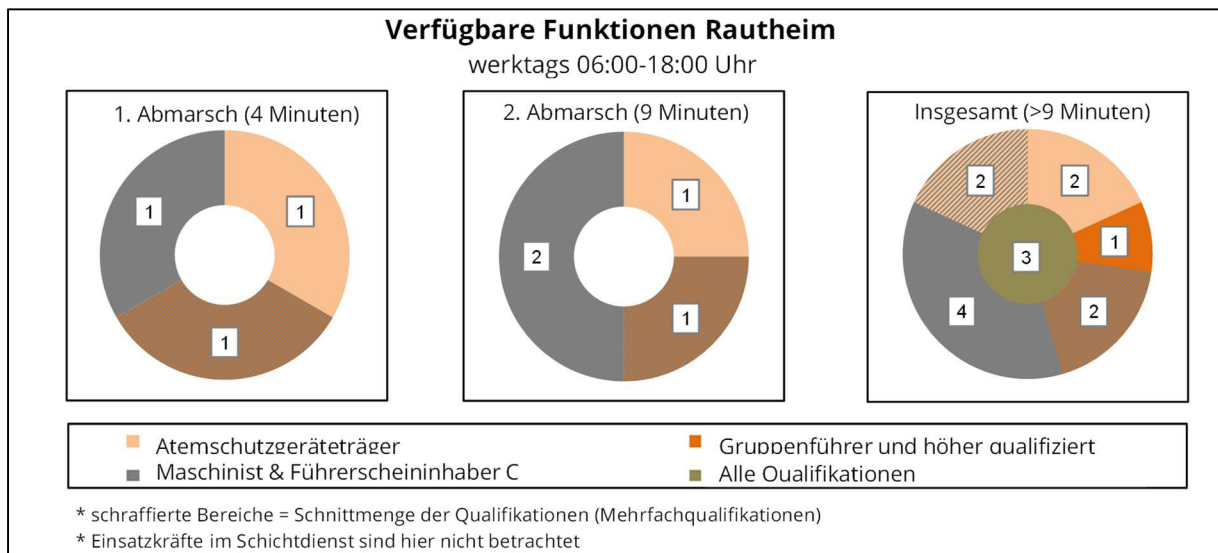 Verfügbare Funktionen Rautheim
werktags 06:00-18:00 Uhr
1. Abmarsch (4 Minuten)
1
1
1
2. Abmarsch (9 Minuten)
1
2
1
Insgesamt (>9 Minuten)
2
2
1
3
4
2
Atemschutzgeräteträger
Gruppenführer und höher qualifiziert
Maschinist & Führerscheininhaber C
Alle Qualifikationen
* schraffierte Bereiche = Schnittmenge der Qualifikationen (Mehrfachqualifikationen)
* Einsatzkräfte im Schichtdienst sind hier nicht betrachtet